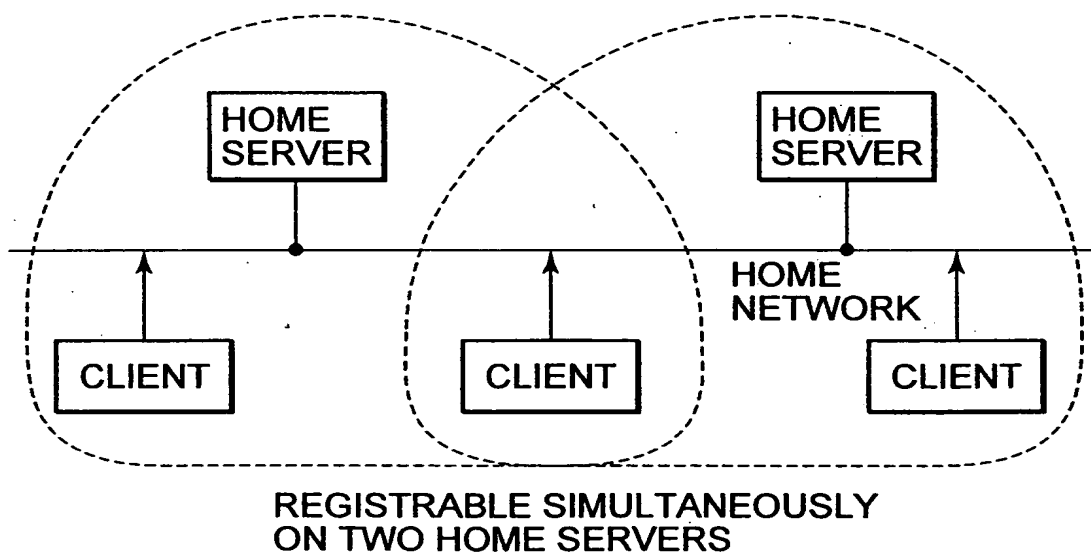 HOME
SERVER
HOME
SERVER
HOME
NETWORK
CLIENT
CLIENT
CLIENT
REGISTRABLE SIMULTANEOUSLY
ON TWO HOME SERVERS